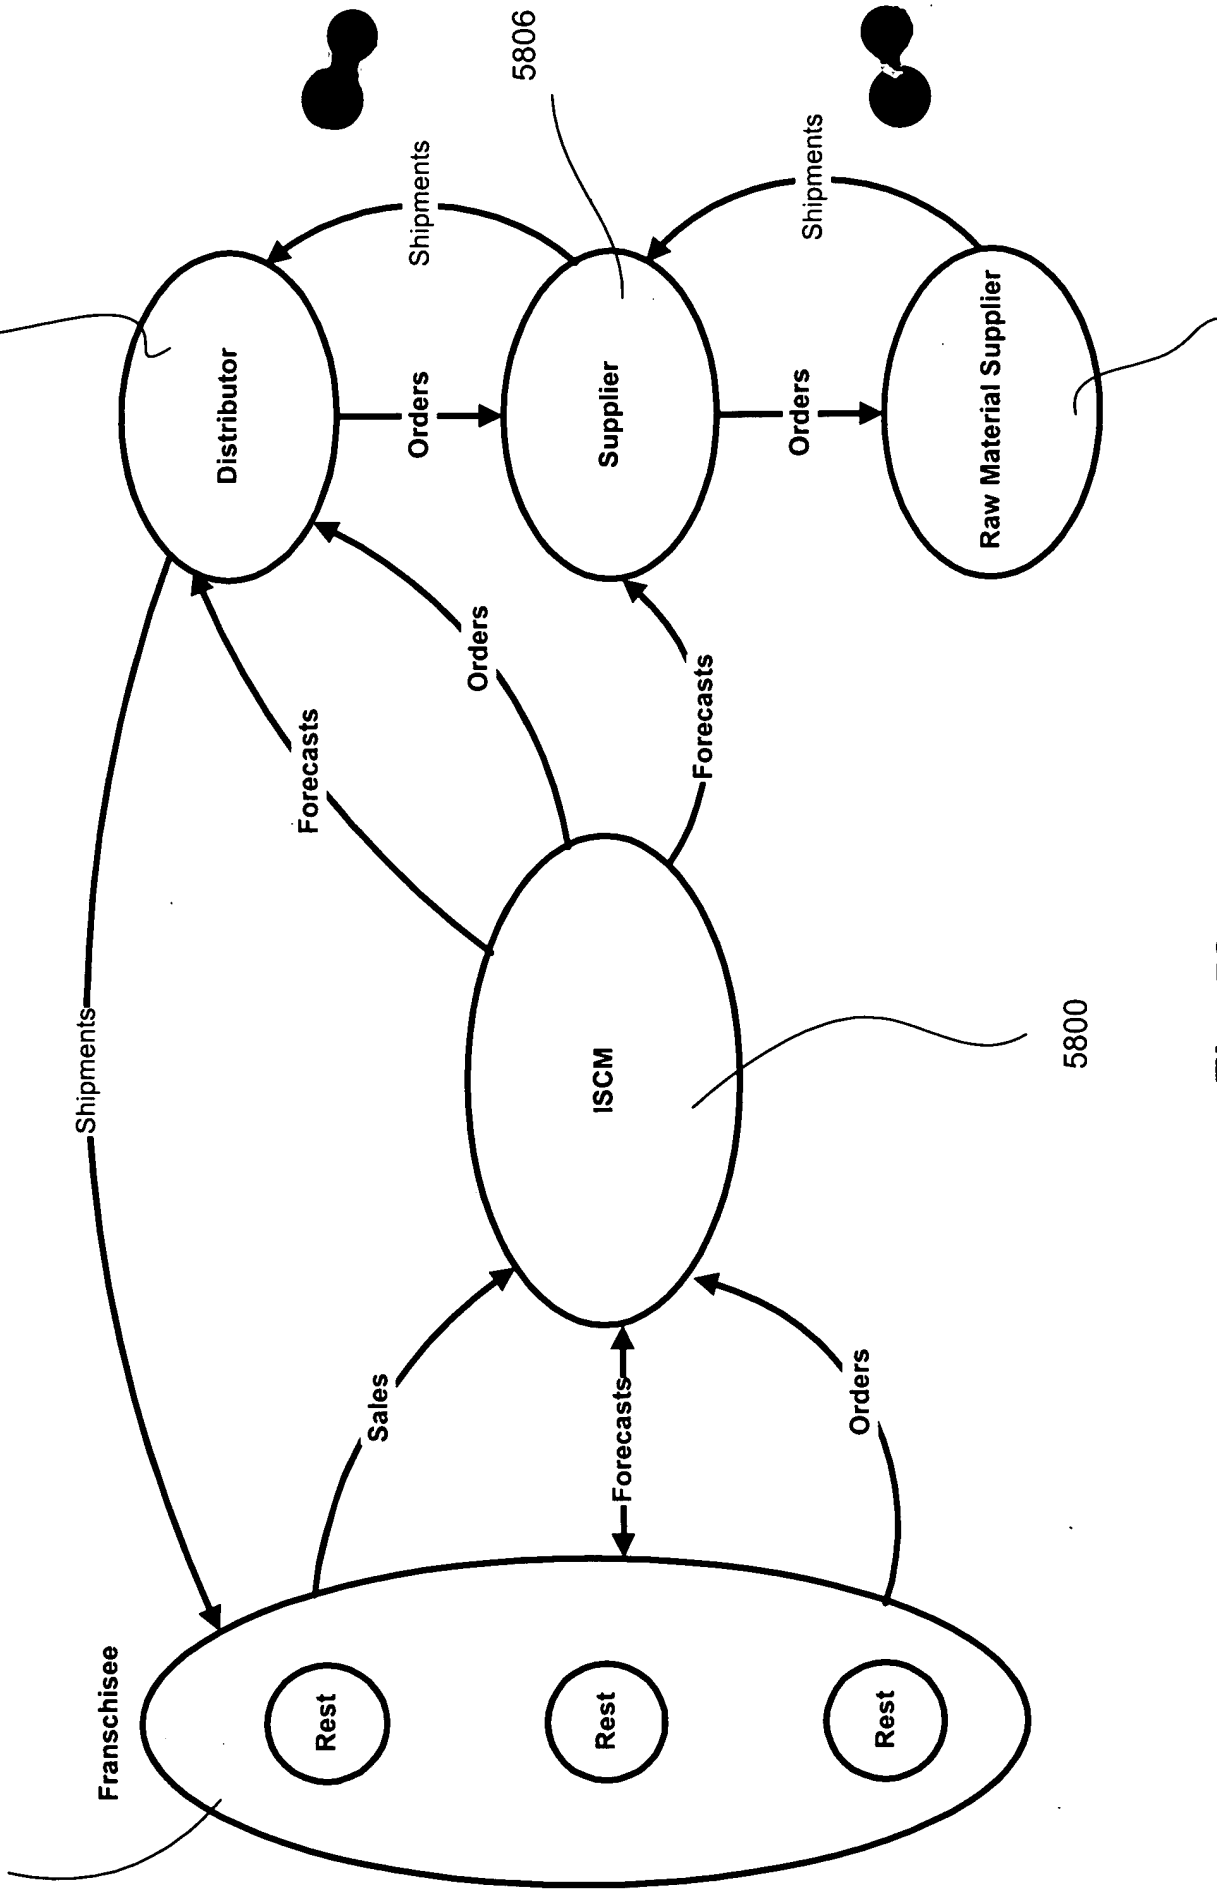 Franschisee
Rest
Rest
Rest
Shipments
Sales
Forecasts
Orders
ISCM
5800
Forecasts
Orders
Forecasts
Distributor
Orders
Shipments
Supplier
5806
Orders
Shipments
Raw Material Supplier